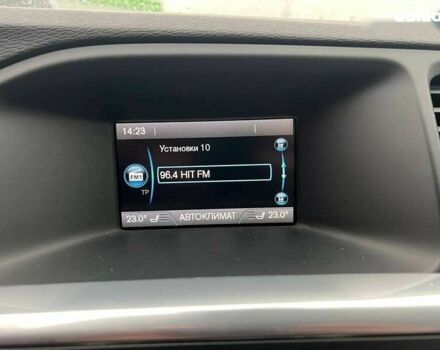 14:23
Установки 10
FM1
96.4 HIT FM
TP
23.0° АВТОКЛИМАТ 23.0°